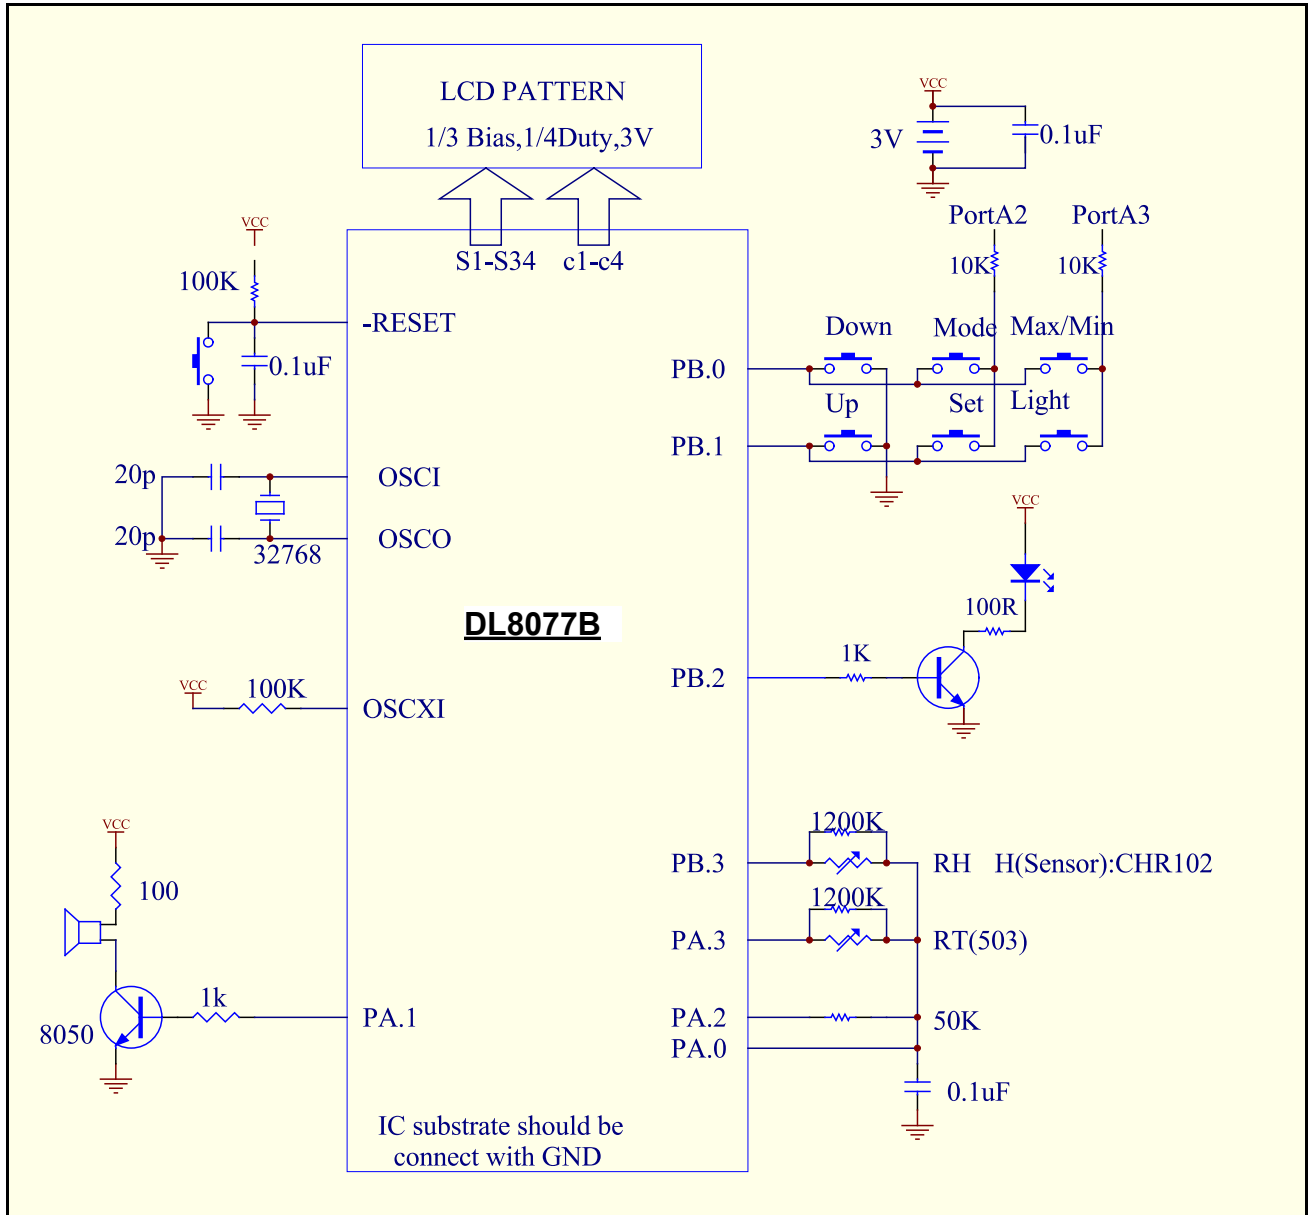 LCD PATTERN
1/3 Bias,1/4Duty,3V
VCC
3V
0.1uF
PortA2
PortA3
VCC
S1-S34
c1-c4
10K
10K
100K
-RESET
Down
Mode
Max/Min
0.1uF
PB.0
Up
Set
Light
PB.1
20p
OSCI
VCC
20p
OSCO
32768
100R
DL8077B
1K
PB.2
VCC
100K
OSCXI
VCC
1200K
100
PB.3
RH H(Sensor):CHR102
1200K
PA.3
RT(503)
1k
8050
PA.1
PA.2
50K
PA.0
0.1uF
IC substrate should be
connect with GND